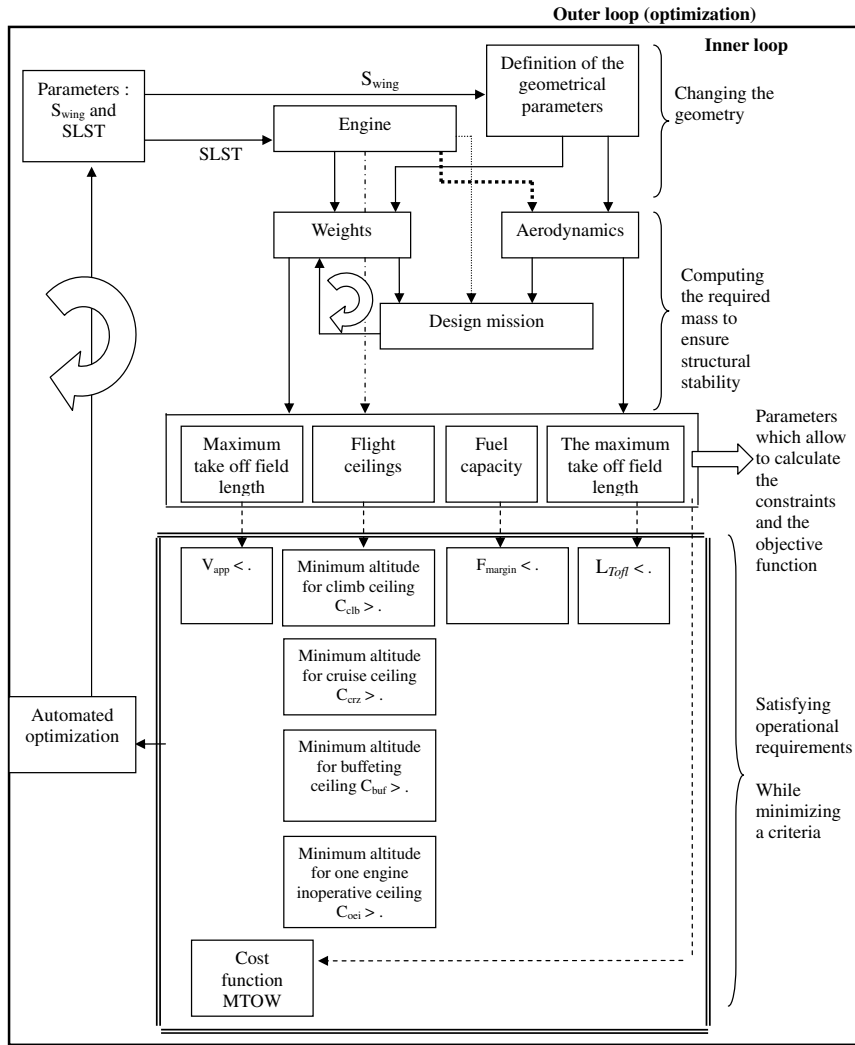 Outer loop (optimization)
Inner loop
Parameters :
S_wing and
SLST
S_wing
SLST
Definition of the
geometrical
parameters
Engine
Changing the
geometry
Weights
Aerodynamics
Design mission
Computing
the required
mass to
ensure
structural
stability
Maximum
take off field
length
Flight
ceilings
Fuel
capacity
The maximum
take off field
length
Parameters
which allow
to calculate
the
constraints
and the
objective
function
V_app < .
Minimum altitude
for climb ceiling
C_clb > .
F_margin < .
L_Tofl < .
Minimum altitude
for cruise ceiling
C_crz > .
Automated
optimization
Minimum altitude
for buffeting
ceiling C_buf > .
Minimum altitude
for one engine
inoperative ceiling
C_oei > .
Satisfying
operational
requirements
While
minimizing
a criteria
Cost
function
MTOW